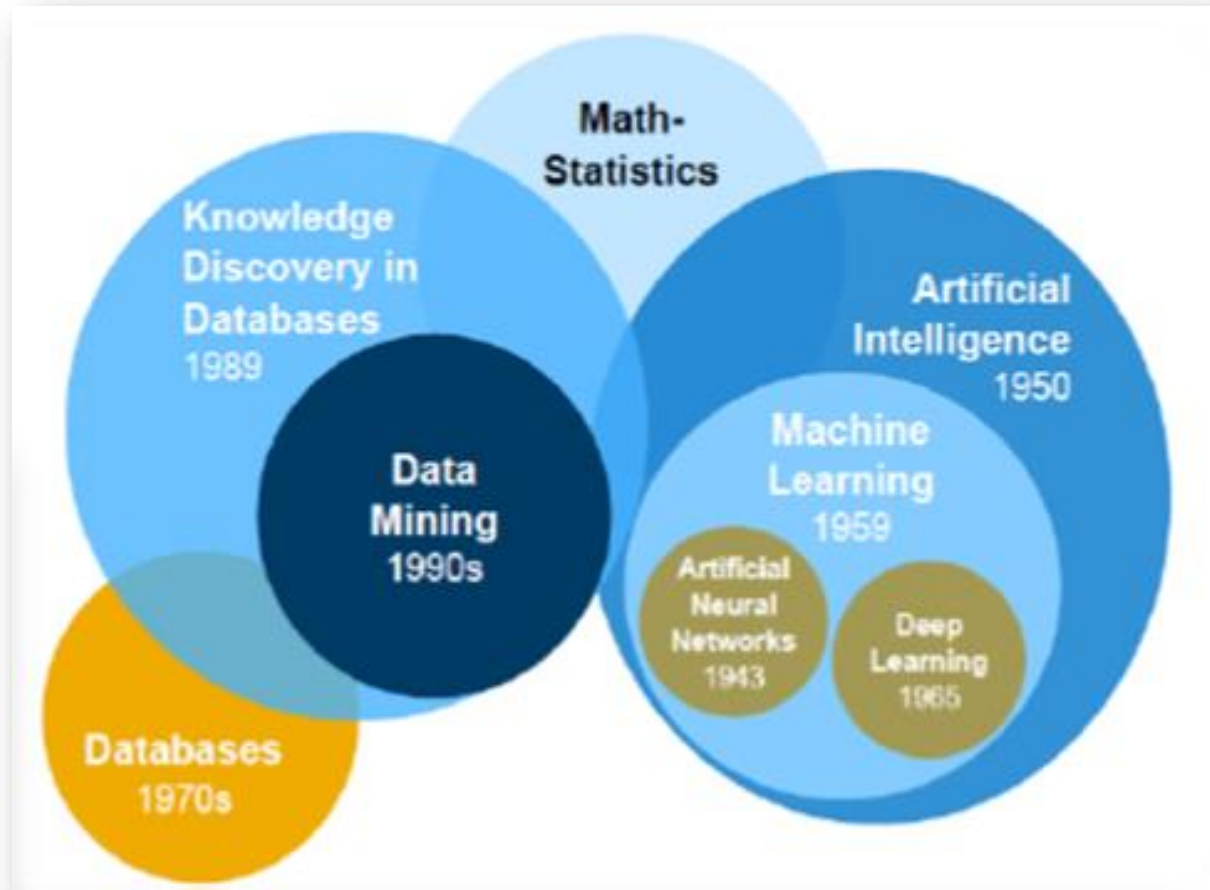 Math-
Statistics
Knowledge
Discovery in
Databases
1989
Artificial
Intelligence
1950
Machine
Learning
1959
Data
Mining
1990s
Artificial
Neural
Networks
1943
Deep
Learning
1965
Databases
1970s